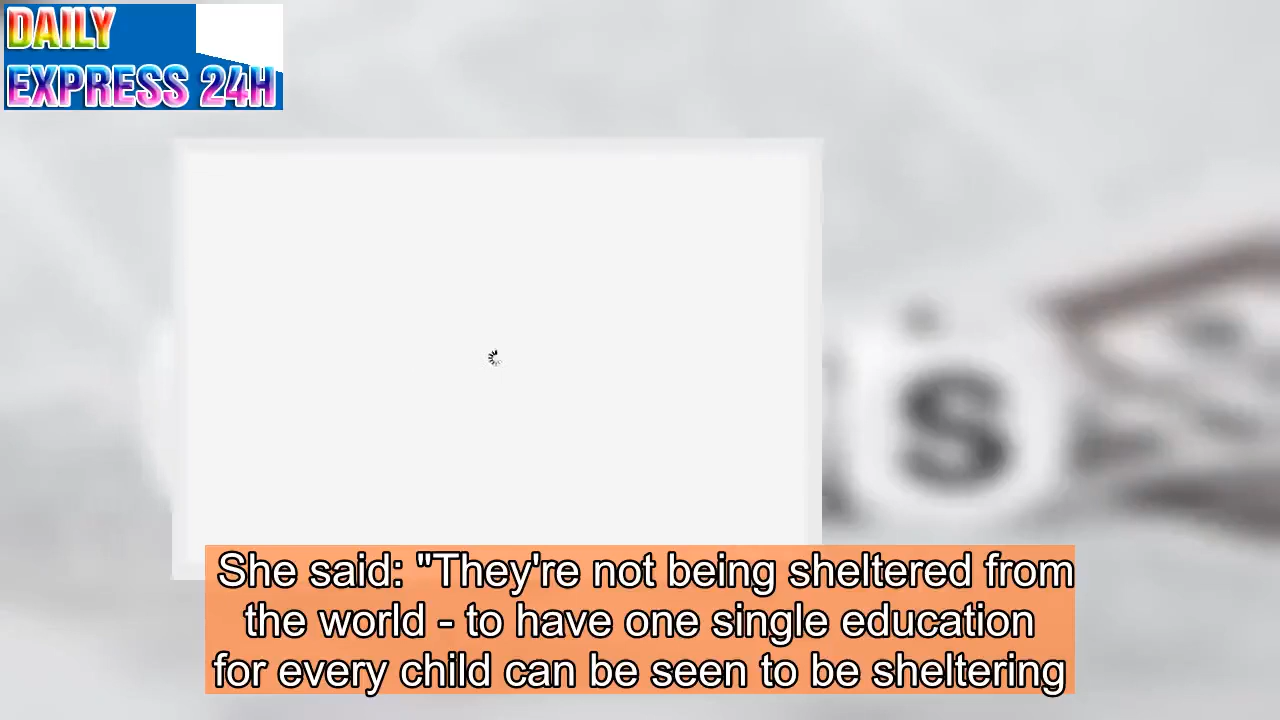 DAILY
EXPRESS 24H
s
She said: "They're not being sheltered from
the world - to have one single education
for every child can be seen to be sheltering